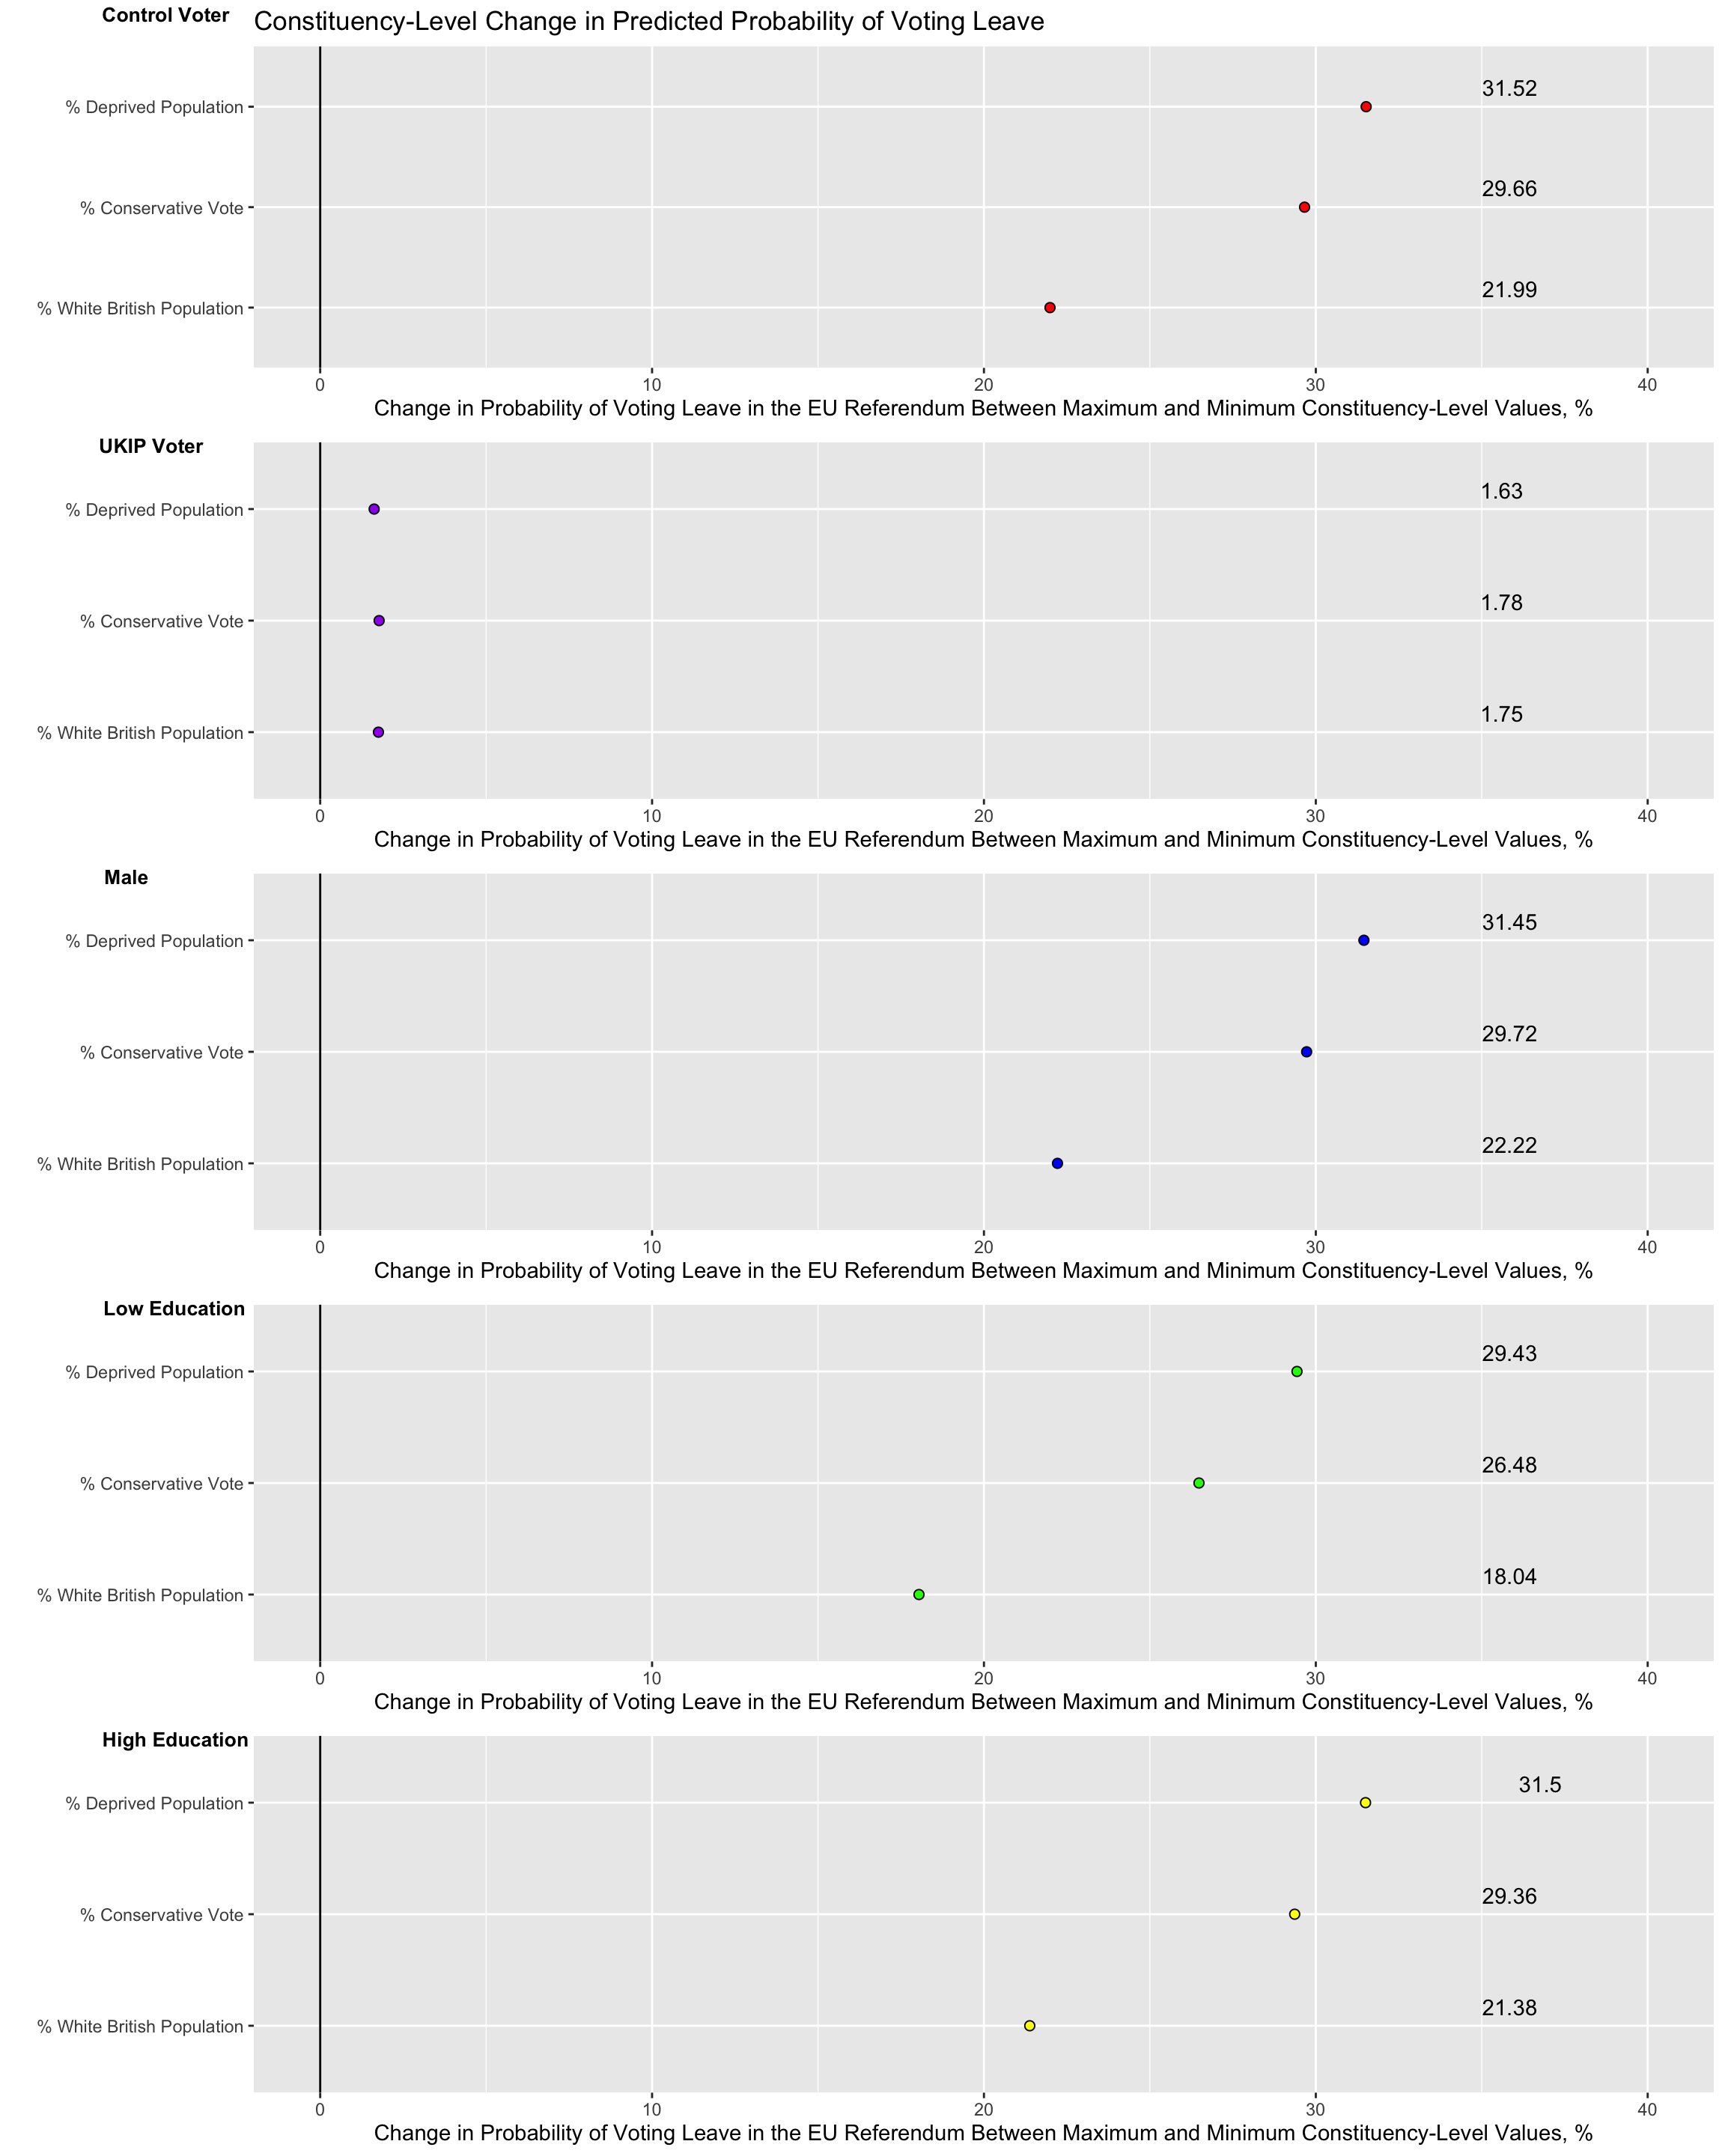 Control Voter
Constituency-Level Change in Predicted Probability of Voting Leave
% Deprived Population
31.52
% Conservative Vote
29.66
% White British Population
21.99
0 10 20 30 40
Change in Probability of Voting Leave in the EU Referendum Between Maximum and Minimum Constituency-Level Values, %
UKIP Voter
% Deprived Population
1.63
% Conservative Vote
1.78
% White British Population
1.75
0 10 20 30 40
Change in Probability of Voting Leave in the EU Referendum Between Maximum and Minimum Constituency-Level Values, %
Male
% Deprived Population
31.45
% Conservative Vote
29.72
% White British Population
22.22
0 10 20 30 40
Change in Probability of Voting Leave in the EU Referendum Between Maximum and Minimum Constituency-Level Values, %
Low Education
% Deprived Population
29.43
% Conservative Vote
26.48
% White British Population
18.04
0 10 20 30 40
Change in Probability of Voting Leave in the EU Referendum Between Maximum and Minimum Constituency-Level Values, %
High Education
% Deprived Population
31.5
% Conservative Vote
29.36
% White British Population
21.38
0 10 20 30 40
Change in Probability of Voting Leave in the EU Referendum Between Maximum and Minimum Constituency-Level Values, %